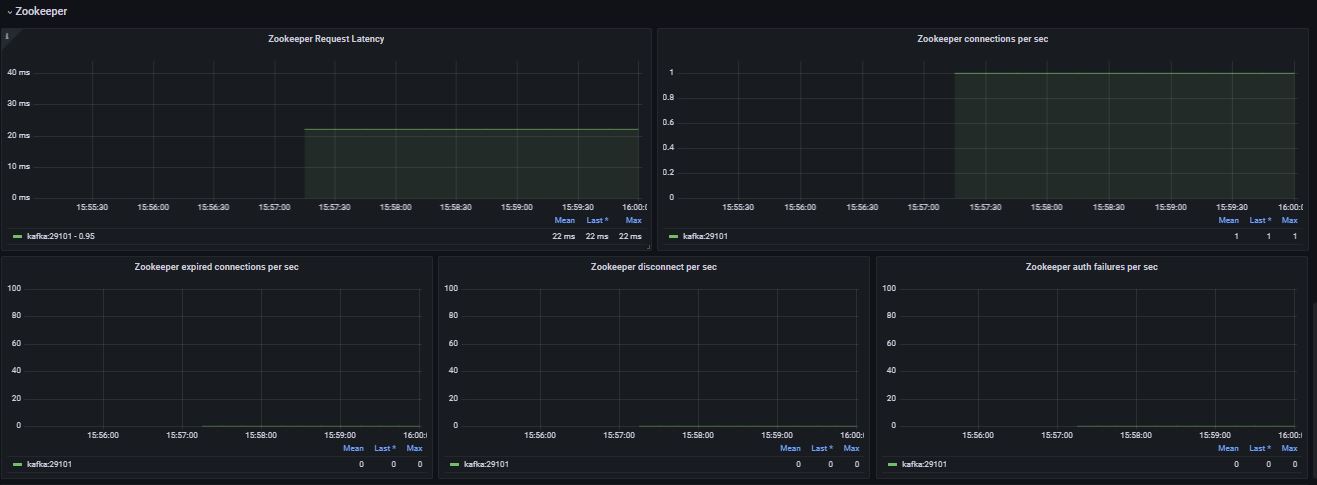 Zookeeper
i
Zookeeper Request Latency
40 ms
30 ms
20 ms
10 ms
0 ms
15:55:30 15:56:00 15:56:30 15:57:00 15:57:30 15:58:00 15:58:30 15:59:00 15:59:30 16:00:0
Mean Last * Max
kafka:29101 - 0.95 22 ms 22 ms 22 ms
Zookeeper connections per sec
1
0.8
0.6
0.4
0.2
0
15:55:30 15:56:00 15:56:30 15:57:00 15:57:30 15:58:00 15:58:30 15:59:00 15:59:30 16:00:0
Mean Last * Max
kafka:29101 1 1 1
Zookeeper expired connections per sec
100
80
60
40
20
0
15:56:00 15:57:00 15:58:00 15:59:00 16:00:0
Mean Last * Max
kafka:29101 0 0 0
Zookeeper disconnect per sec
100
80
60
40
20
0
15:56:00 15:57:00 15:58:00 15:59:00 16:00:0
Mean Last * Max
kafka:29101 0 0 0
Zookeeper auth failures per sec
100
80
60
40
20
0
15:56:00 15:57:00 15:58:00 15:59:00 16:00:0
Mean Last * Max
kafka:29101 0 0 0